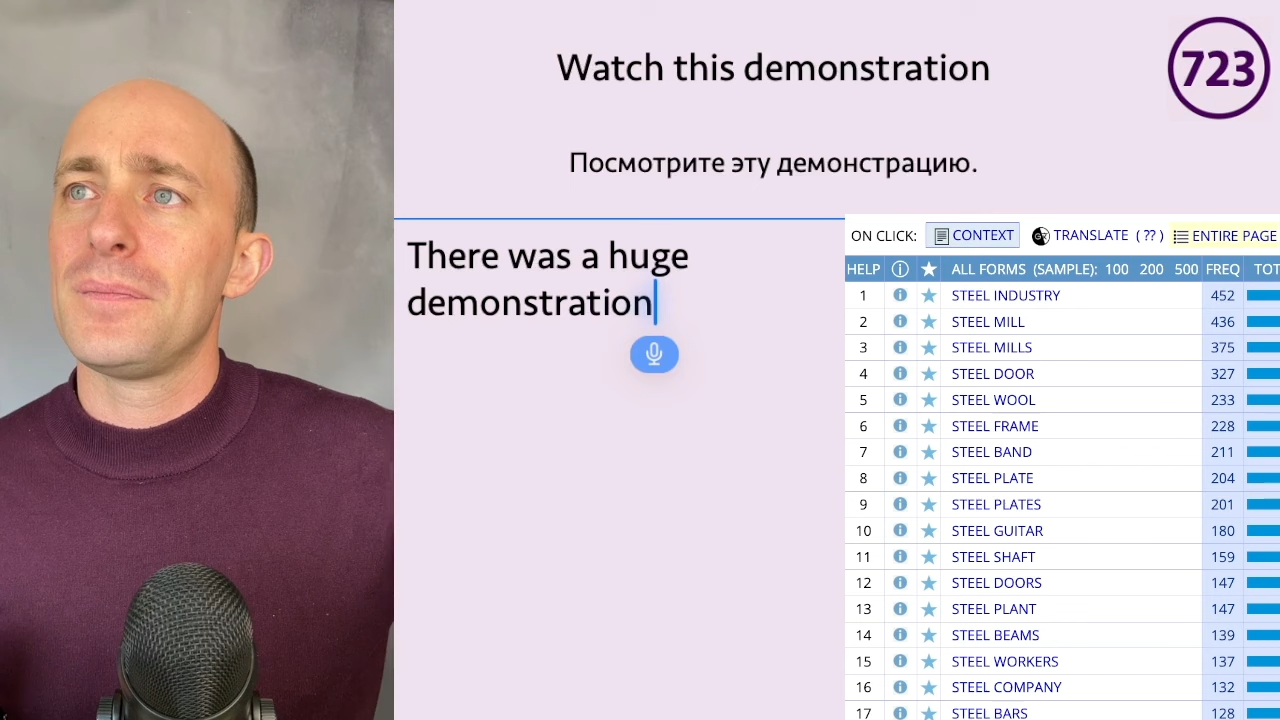 Watch this demonstration
723
Посмотрите эту демонстрацию.
There was a huge
demonstration
ON CLICK: CONTEXT TRANSLATE ( ?? ) ENTIRE PAGE
HELP ALL FORMS (SAMPLE): 100 200 500 FREQ TOT
1 STEEL INDUSTRY 452
2 STEEL MILL 436
3 STEEL MILLS 375
4 STEEL DOOR 327
5 STEEL WOOL 233
6 STEEL FRAME 228
7 STEEL BAND 211
8 STEEL PLATE 204
9 STEEL PLATES 201
10 STEEL GUITAR 180
11 STEEL SHAFT 159
12 STEEL DOORS 147
13 STEEL PLANT 147
14 STEEL BEAMS 139
15 STEEL WORKERS 137
16 STEEL COMPANY 132
17 STEEL BARS 128